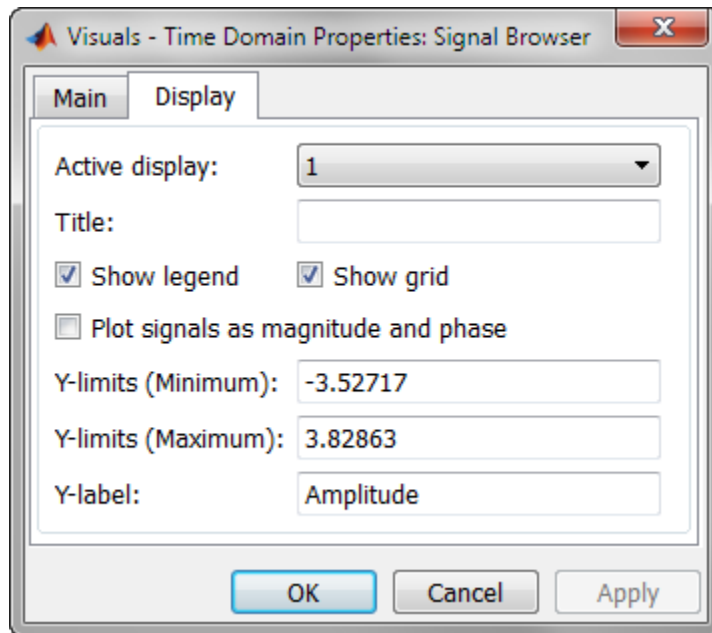 Visuals - Time Domain Properties: Signal Browser
Main Display
Active display: 1
Title:
Show legend Show grid
Plot signals as magnitude and phase
Y-limits (Minimum): -3.52717
Y-limits (Maximum): 3.82863
Y-label: Amplitude
OK Cancel Apply